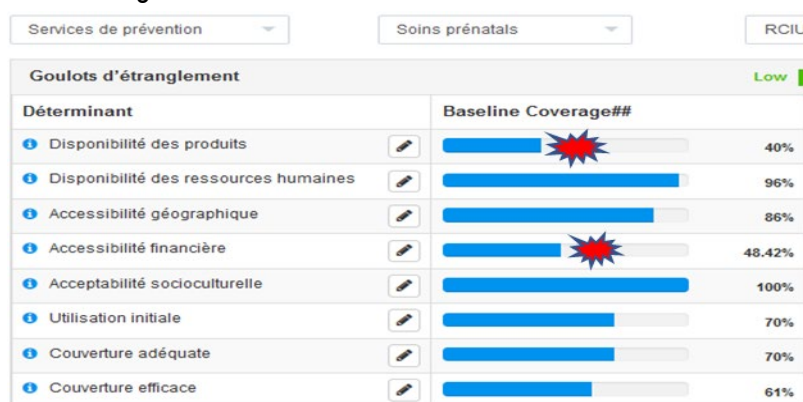 Services de prévention Soins prénatals RCIU
Goulots d'étranglement Low
Déterminant Baseline Coverage##
Disponibilité des produits 40%
Disponibilité des ressources humaines 96%
Accessibilité géographique 86%
Accessibilité financière 48.42%
Acceptabilité socioculturelle 100%
Utilisation initiale 70%
Couverture adéquate 70%
Couverture efficace 61%